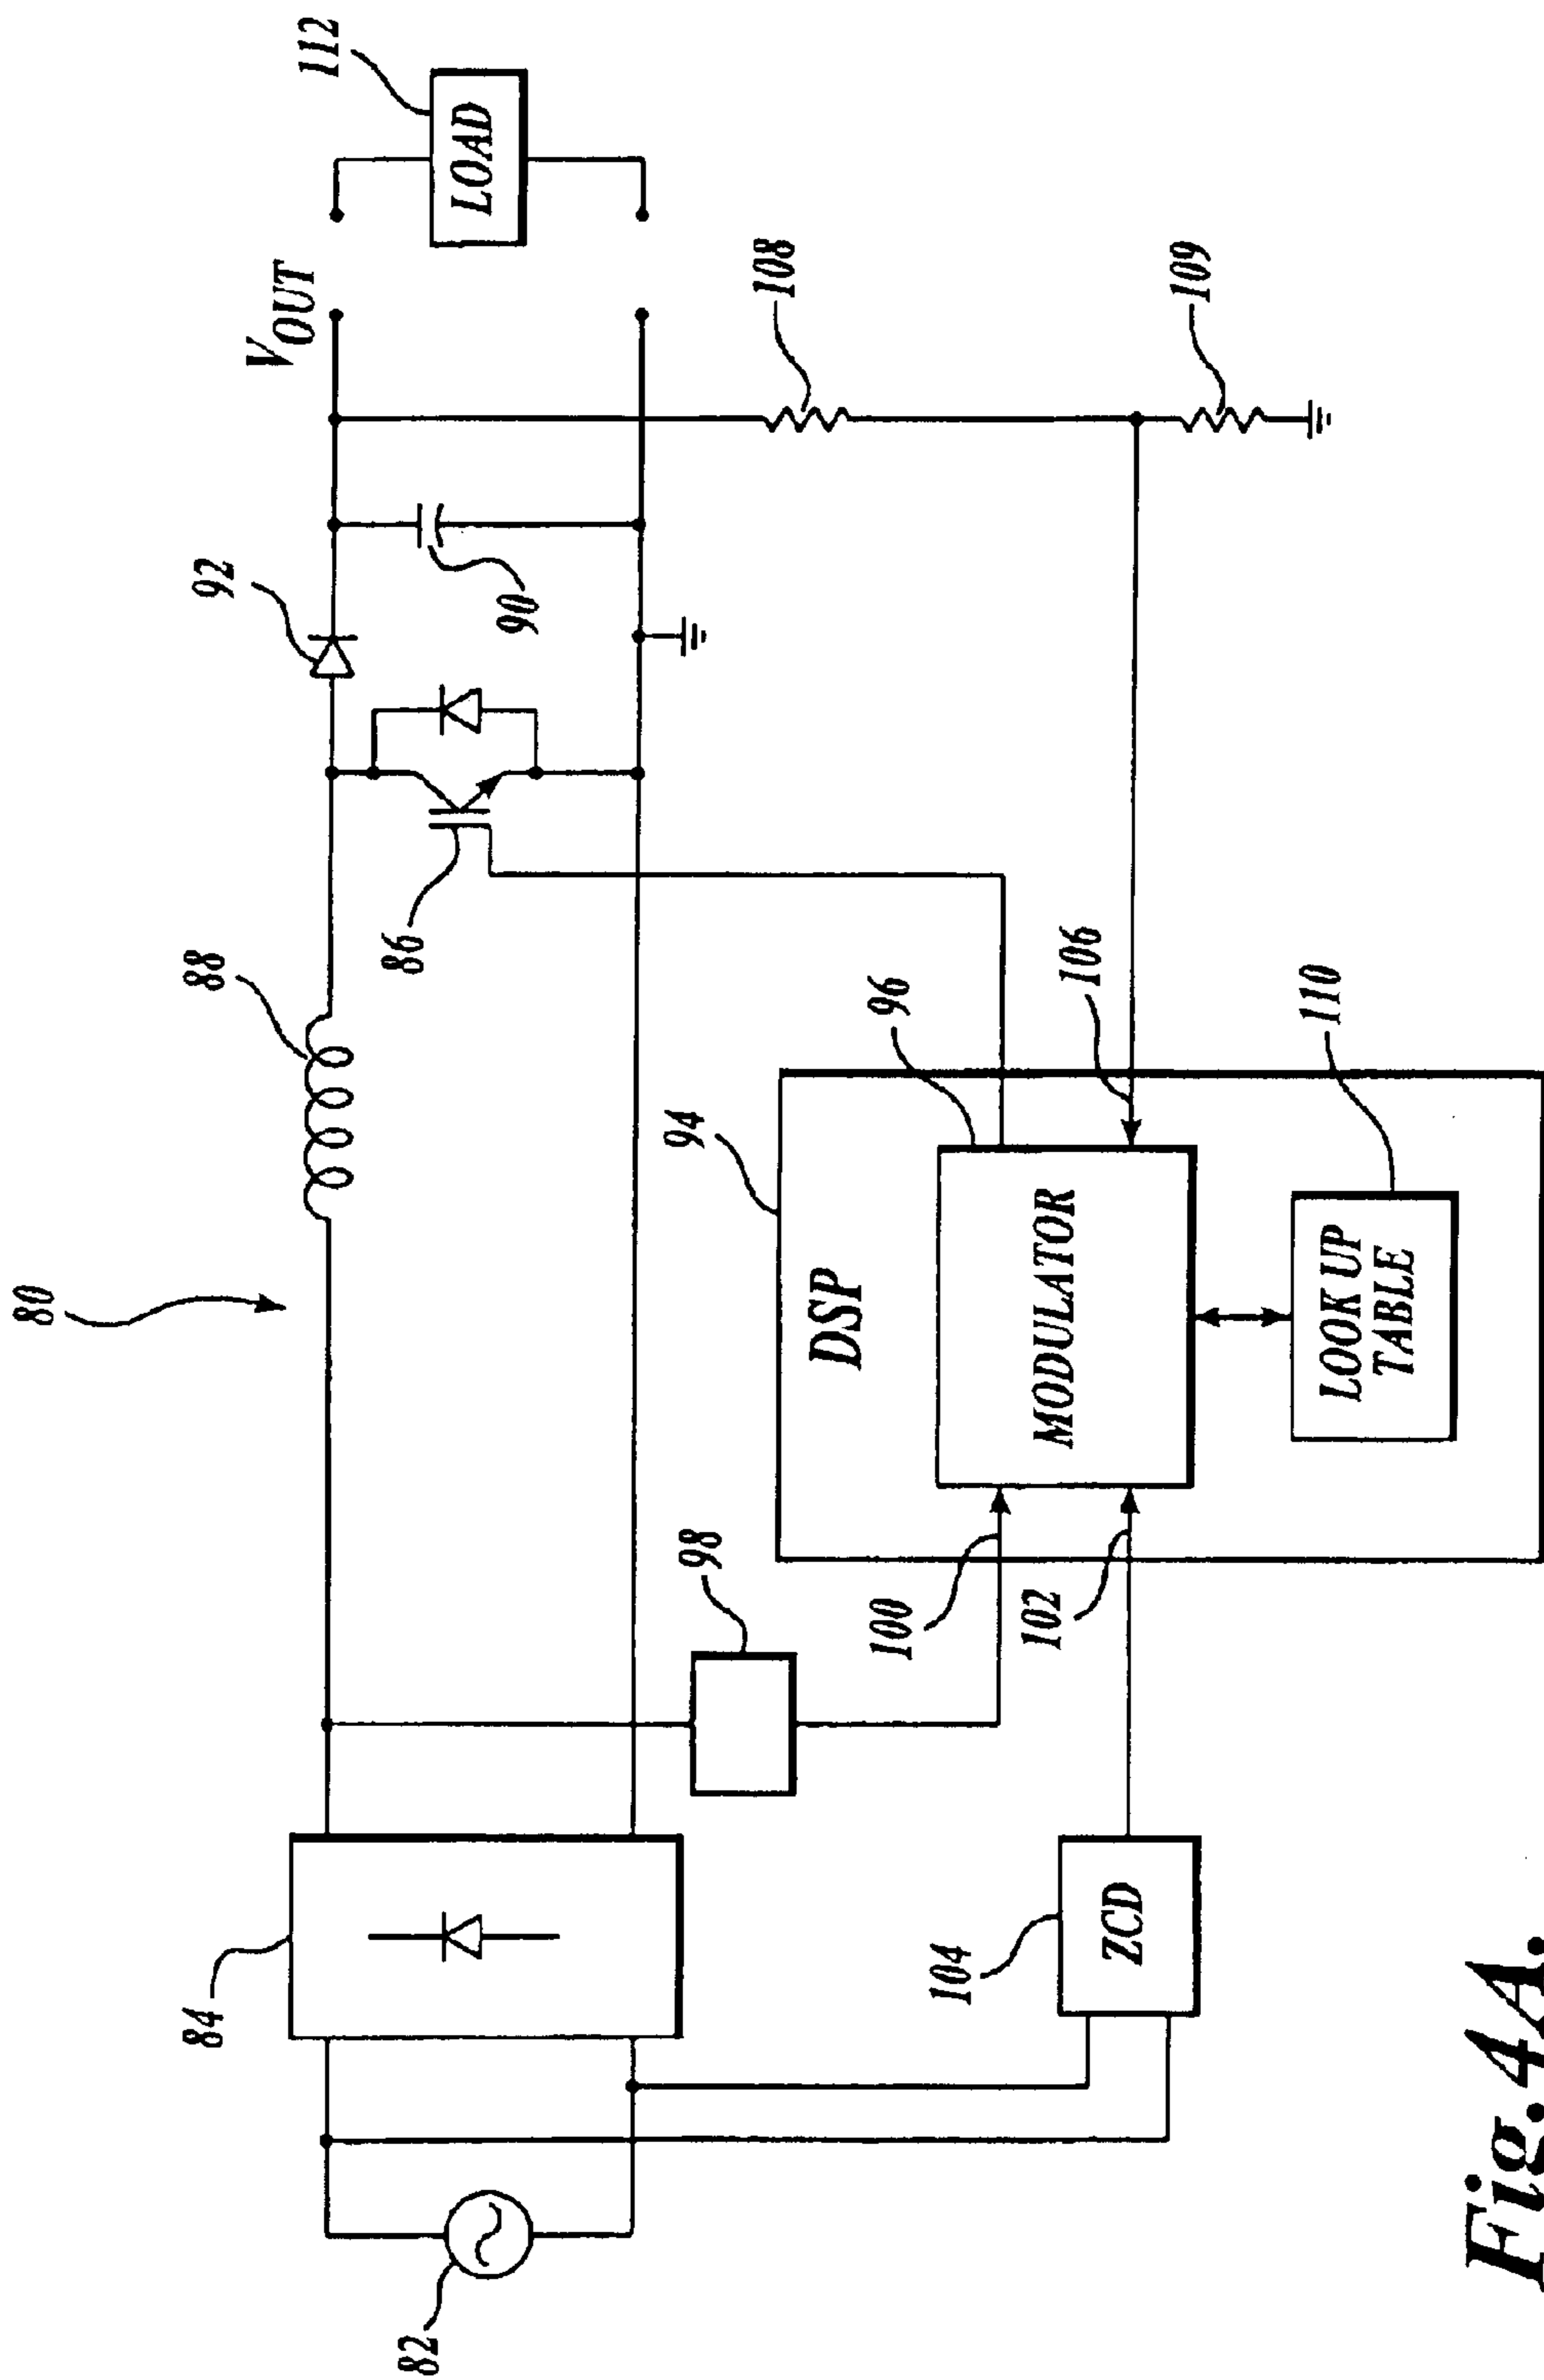 80
112
V_OUT
92
88
84
LOAD
90
86
108
94
98
96
DSP
106
100
MODULATOR
102
104
ZCD
109
110
LOOK UP
TABLE
82
Fig. 4A.